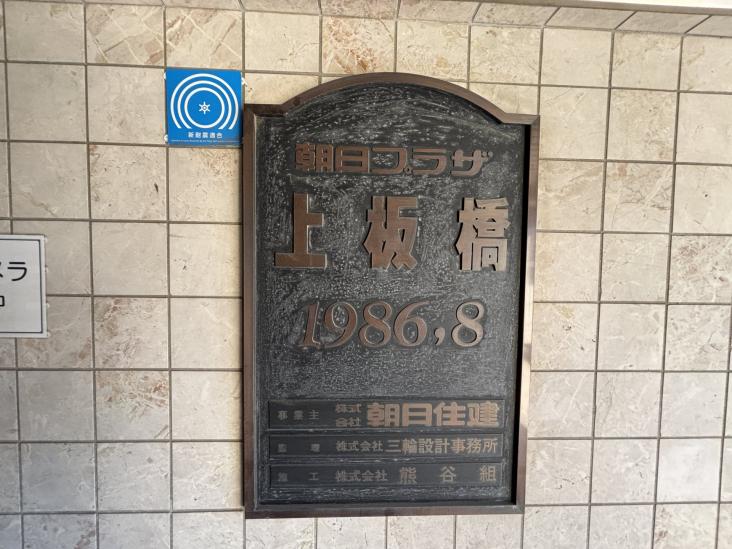 新耐震適合
朝日プラザ
上板橋
1986,8
事業主 株式会社 朝日住建
監理 株式会社 三輪設計事務所
施工 株式会社 熊谷組
メラ